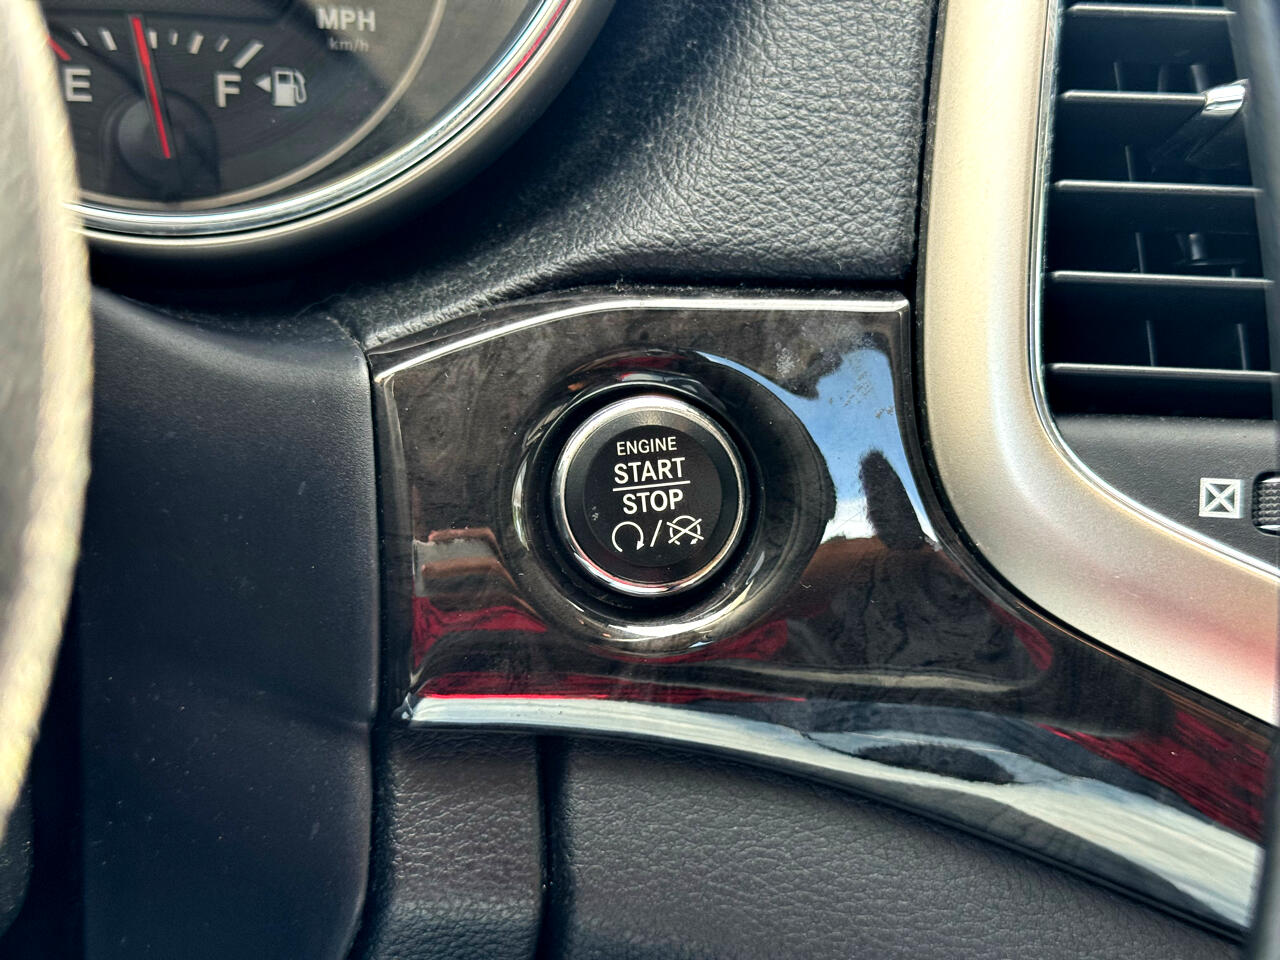 MPH
km/h
E
F
ENGINE
START
STOP